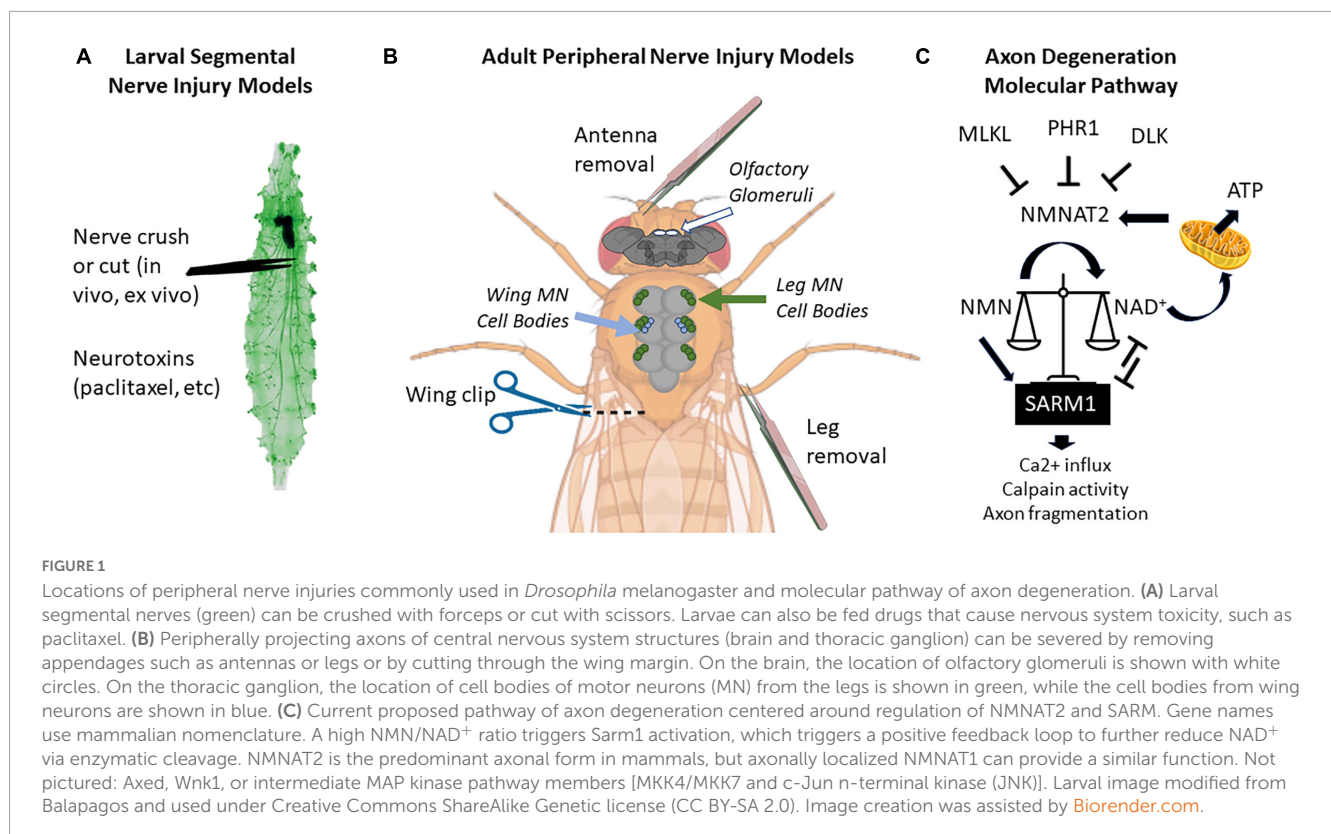 A Larval Segmental
Nerve Injury Models
Nerve crush
or cut (in
vivo, ex vivo)
Neurotoxins
(paclitaxel, etc)
B Adult Peripheral Nerve Injury Models
Antenna
removal
Olfactory
Glomeruli
Wing MN
Cell Bodies
Leg MN
Cell Bodies
Wing clip
Leg
removal
C Axon Degeneration
Molecular Pathway
MLKL PHR1 DLK
NMNAT2
ATP
NMN NAD⁺
SARM1
Ca2+ influx
Calpain activity
Axon fragmentation
FIGURE 1
Locations of peripheral nerve injuries commonly used in Drosophila melanogaster and molecular pathway of axon degeneration. (A) Larval
segmental nerves (green) can be crushed with forceps or cut with scissors. Larvae can also be fed drugs that cause nervous system toxicity, such as
paclitaxel. (B) Peripherally projecting axons of central nervous system structures (brain and thoracic ganglion) can be severed by removing
appendages such as antennas or legs or by cutting through the wing margin. On the brain, the location of olfactory glomeruli is shown with white
circles. On the thoracic ganglion, the location of cell bodies of motor neurons (MN) from the legs is shown in green, while the cell bodies from wing
neurons are shown in blue. (C) Current proposed pathway of axon degeneration centered around regulation of NMNAT2 and SARM. Gene names
use mammalian nomenclature. A high NMN/NAD⁺ ratio triggers Sarm1 activation, which triggers a positive feedback loop to further reduce NAD⁺
via enzymatic cleavage. NMNAT2 is the predominant axonal form in mammals, but axonally localized NMNAT1 can provide a similar function. Not
pictured: Axed, Wnk1, or intermediate MAP kinase pathway members [MKK4/MKK7 and c-Jun n-terminal kinase (JNK)]. Larval image modified from
Balapagos and used under Creative Commons ShareAlike Genetic license (CC BY-SA 2.0). Image creation was assisted by Biorender.com.